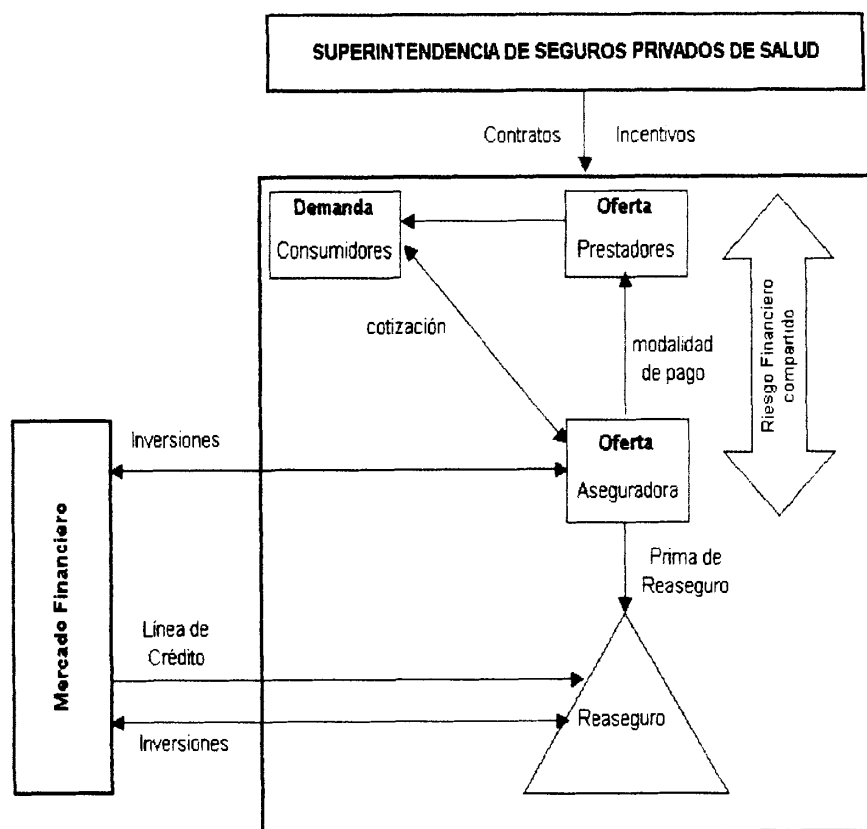 SUPERINTENDENCIA DE SEGUROS PRIVADOS DE SALUD
Contratos
Incentivos
Demanda
Consumidores
Oferta
Prestadores
cotización
modalidad
de pago
Riesgo Financiero
compartido
Inversiones
Oferta
Aseguradora
Mercado Financiero
Prima de
Reaseguro
Línea de
Crédito
Reaseguro
Inversiones